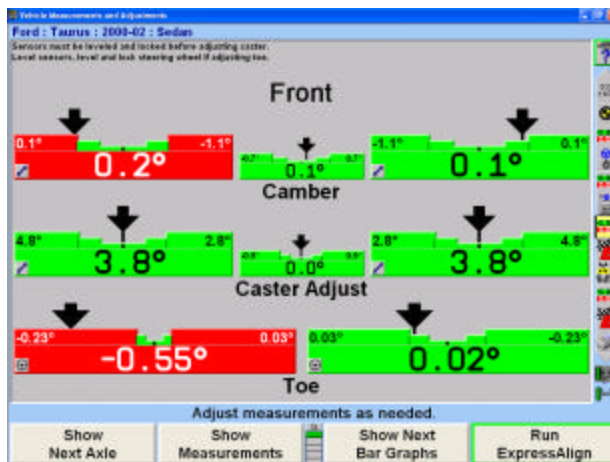 Vehicle Measurements and Adjustments
Ford : Taurus : 2000-02 : Sedan
Sensors must be leveled and locked before adjusting caster.
Level sensors, level and lock steering wheel if adjusting toe.
Front
0.1° -1.1° -0.7° 0.7° -1.1° 0.1°
0.2° 0.1° 0.1°
Camber
4.8° 2.8° 2.8° 4.8°
3.8° 0.0° 3.8°
Caster Adjust
-0.23° 0.03° 0.03° -0.23°
-0.55° 0.02°
Toe
Adjust measurements as needed.
Show Next Axle
Show Measurements
Show Next Bar Graphs
Run ExpressAlign